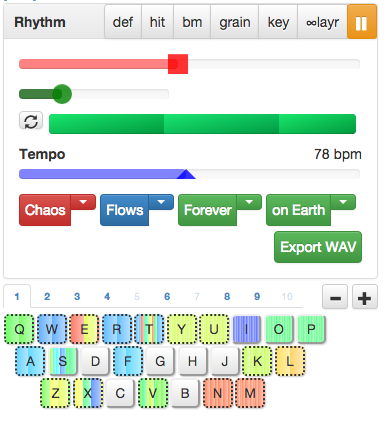 Rhythm def hit bm grain key ∞layr
Tempo 78 bpm
Chaos Flows Forever on Earth
Export WAV
1 2 3 4 5 6 7 8 9 10
Q W E R T Y U I O P
A S D F G H J K L
Z X C V B N M